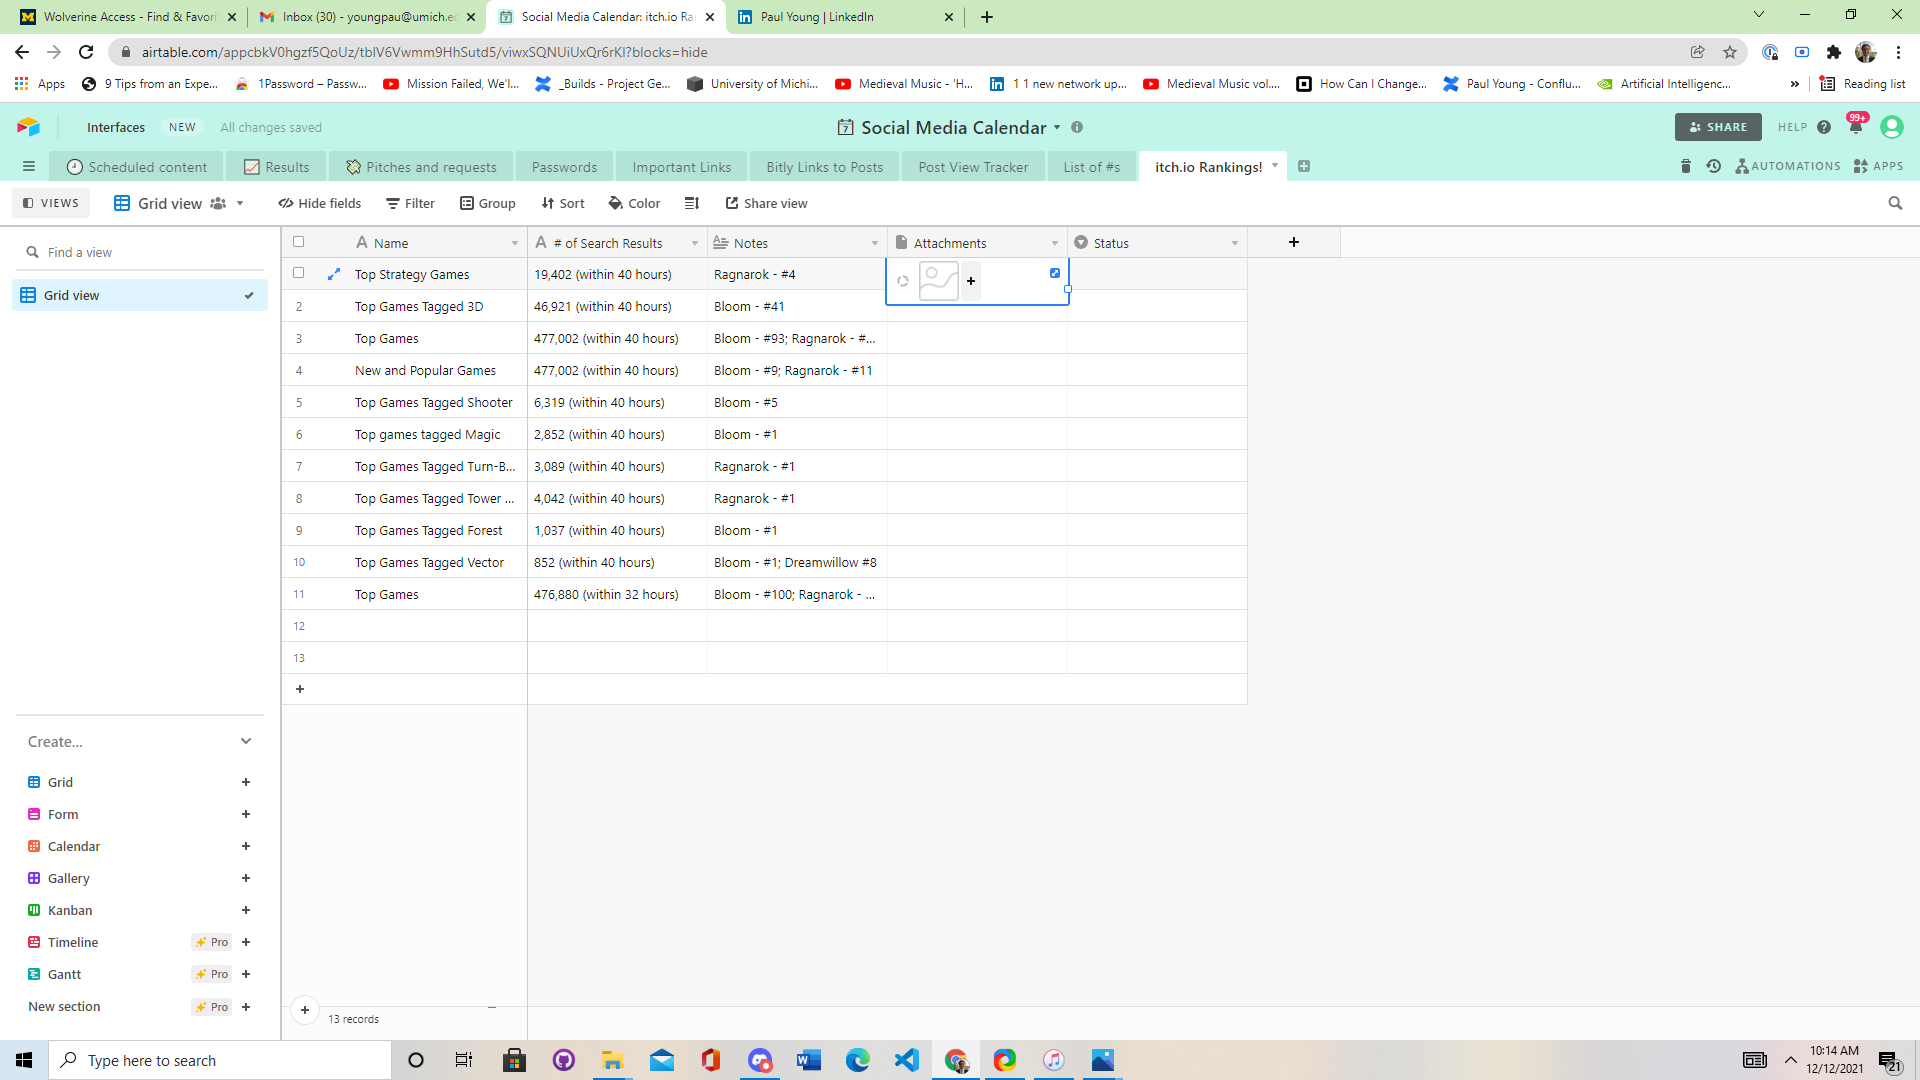 Wolverine Access - Find & Favori
Inbox (30) - youngpau@umich.ec
Social Media Calendar: itch.io Ra
Paul Young | LinkedIn
airtable.com/appcbkV0hgzf5QoUz/tblV6Vwmm9HhSutd5/viwxSQNUiUxQr6rKl?blocks=hide
Apps
9 Tips from an Expe...
1Password – Passw...
Mission Failed, We'l...
_Builds - Project Ge...
University of Michi...
Medieval Music - 'H...
1 1 new network up...
Medieval Music vol....
How Can I Change...
Paul Young - Conflu...
Artificial Intelligenc...
»
Reading list
Interfaces
NEW
All changes saved
Social Media Calendar
SHARE
HELP
99+
Scheduled content
Results
Pitches and requests
Passwords
Important Links
Bitly Links to Posts
Post View Tracker
List of #s
itch.io Rankings!
AUTOMATIONS
APPS
VIEWS
Grid view
Hide fields
Filter
Group
Sort
Color
Share view
Find a view
Grid view
Name # of Search Results Notes Attachments Status
Top Strategy Games 19,402 (within 40 hours) Ragnarok - #4
2 Top Games Tagged 3D 46,921 (within 40 hours) Bloom - #41
3 Top Games 477,002 (within 40 hours) Bloom - #93; Ragnarok - #...
4 New and Popular Games 477,002 (within 40 hours) Bloom - #9; Ragnarok - #11
5 Top Games Tagged Shooter 6,319 (within 40 hours) Bloom - #5
6 Top games tagged Magic 2,852 (within 40 hours) Bloom - #1
7 Top Games Tagged Turn-B... 3,089 (within 40 hours) Ragnarok - #1
8 Top Games Tagged Tower ... 4,042 (within 40 hours) Ragnarok - #1
9 Top Games Tagged Forest 1,037 (within 40 hours) Bloom - #1
10 Top Games Tagged Vector 852 (within 40 hours) Bloom - #1; Dreamwillow #8
11 Top Games 476,880 (within 32 hours) Bloom - #100; Ragnarok - ...
12
13
Create...
Grid
Form
Calendar
Gallery
Kanban
Timeline Pro
Gantt Pro
New section Pro
13 records
Type here to search
10:14 AM
12/12/2021
21